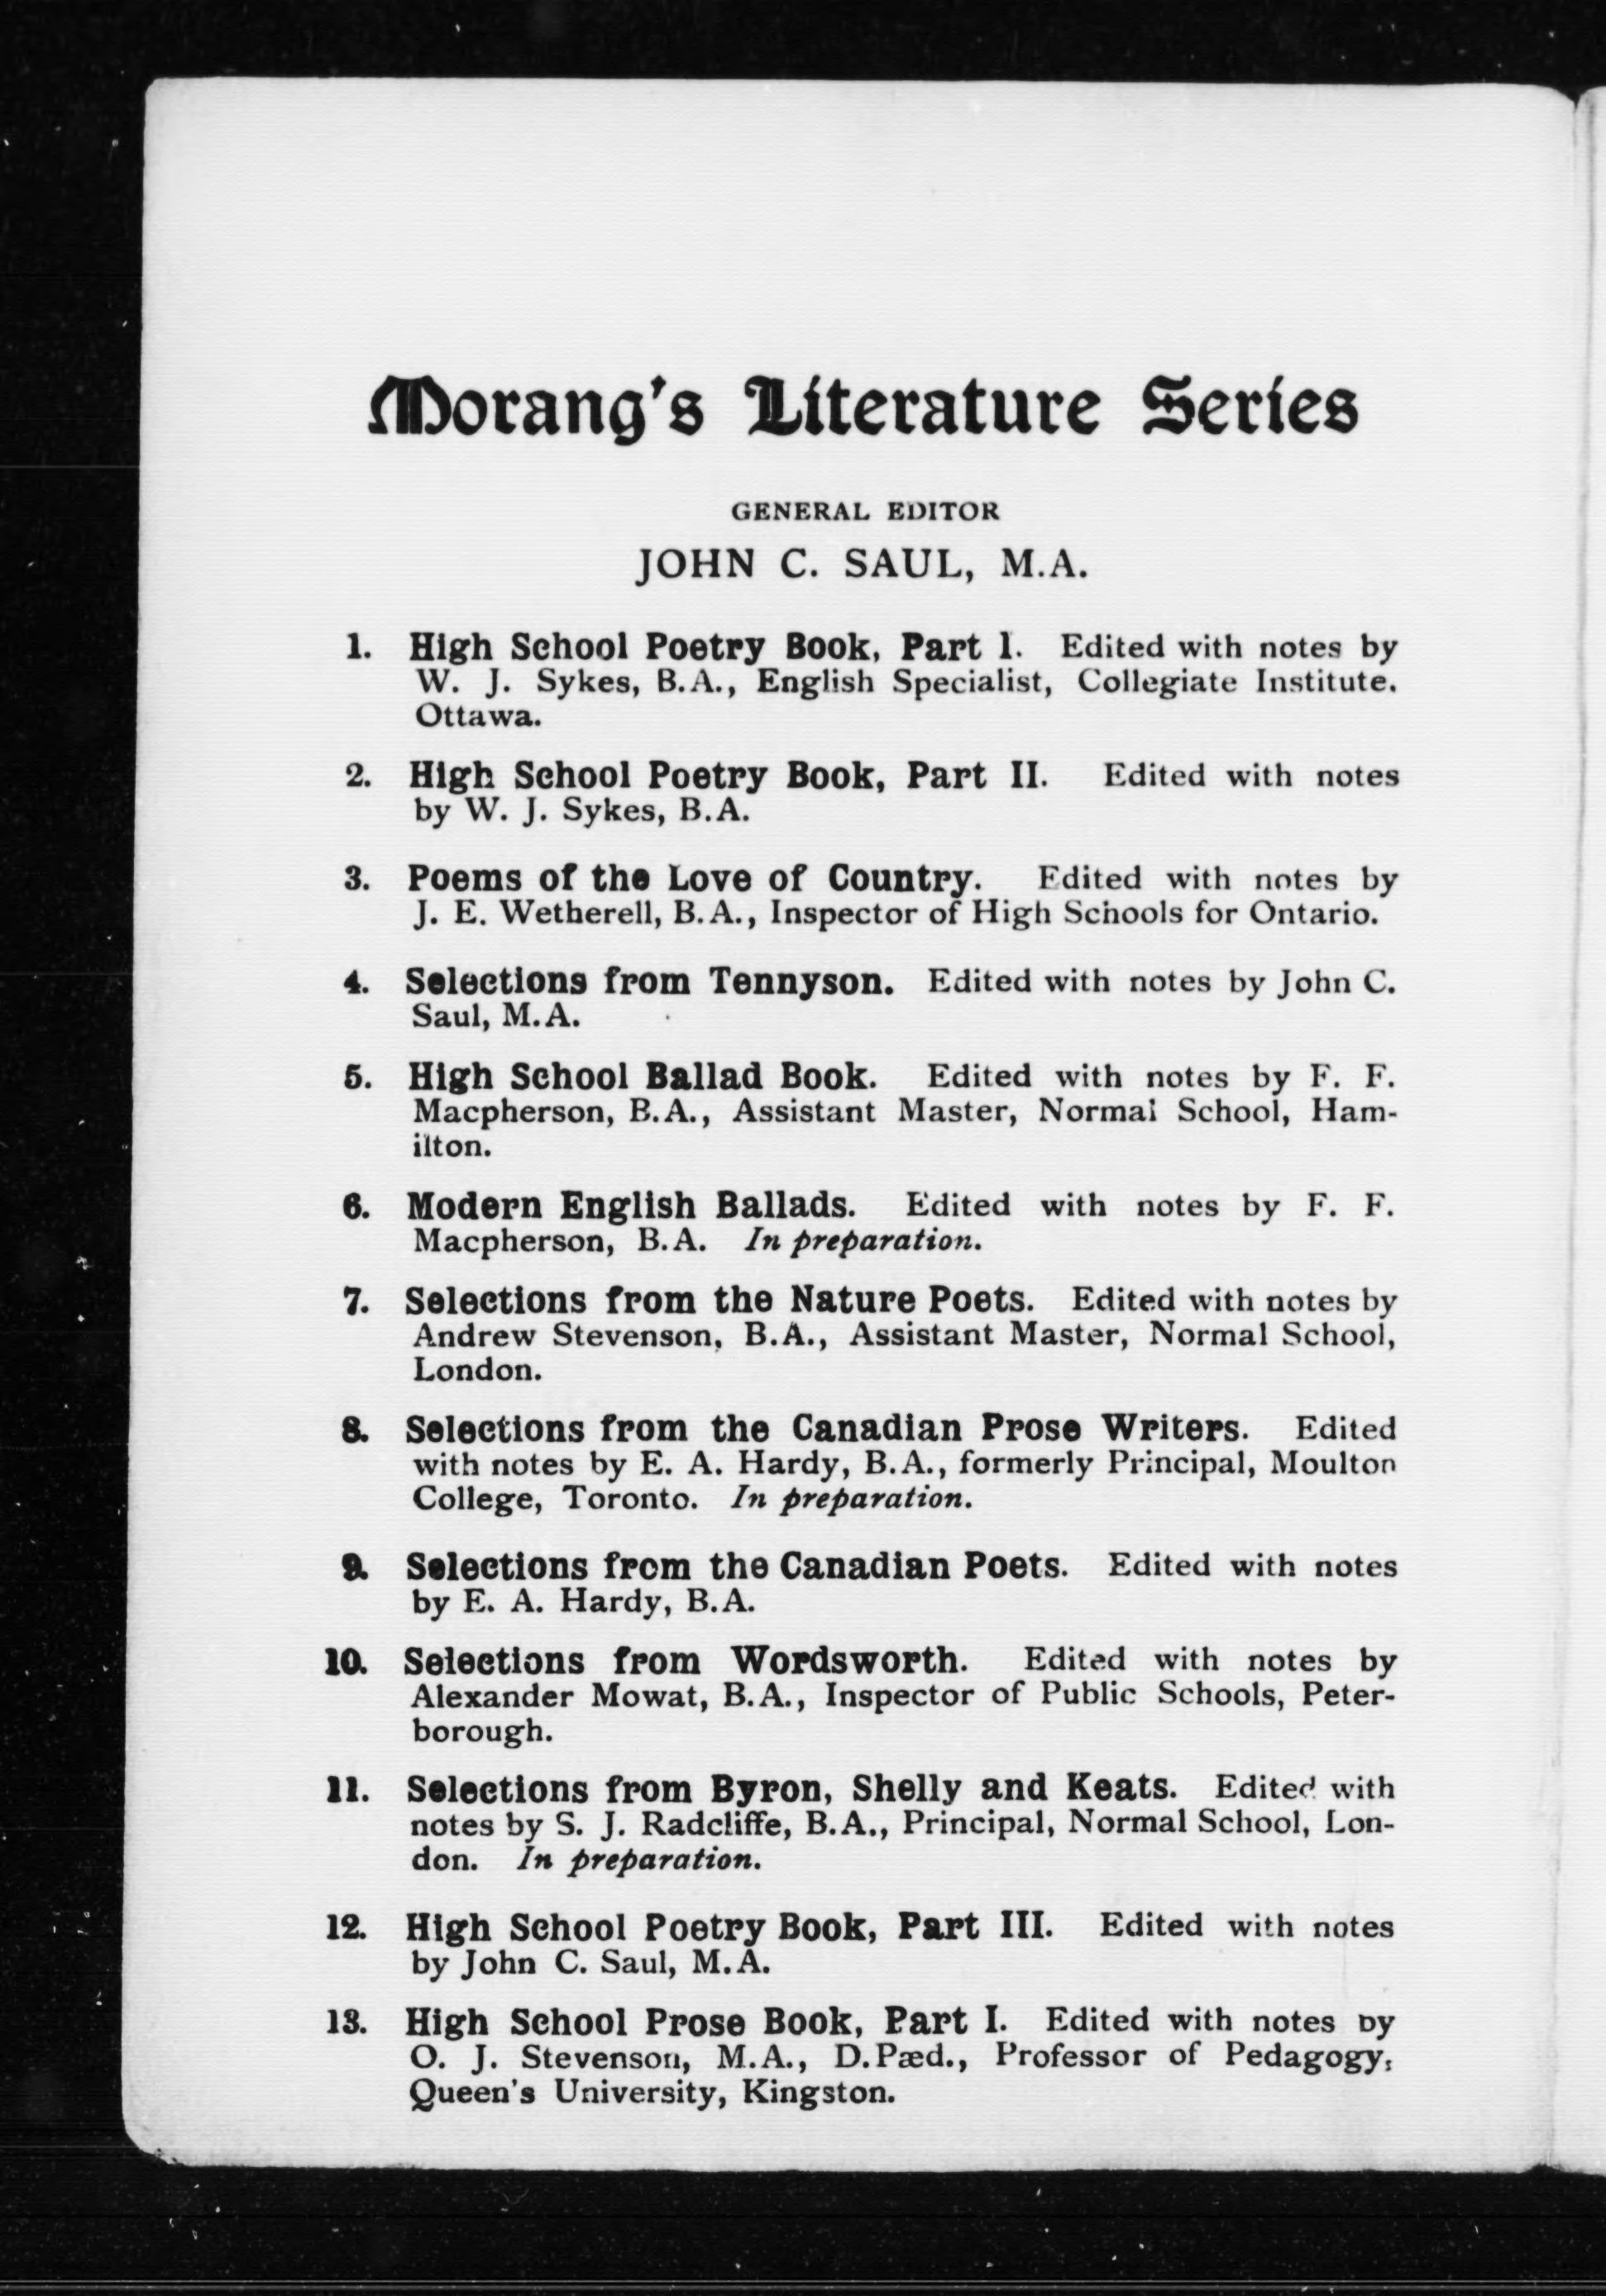 Morang's Literature Series
GENERAL EDITOR
JOHN C. SAUL, M.A.
1. High School Poetry Book, Part I. Edited with notes by
W. J. Sykes, B.A., English Specialist, Collegiate Institute.
Ottawa.
2. High School Poetry Book, Part II. Edited with notes
by W. J. Sykes, B.A.
3. Poems of the Love of Country. Edited with notes by
J. E. Wetherell, B.A., Inspector of High Schools for Ontario.
4. Selections from Tennyson. Edited with notes by John C.
Saul, M.A.
5. High School Ballad Book. Edited with notes by F. F.
Macpherson, B.A., Assistant Master, Normal School, Ham-
ilton.
6. Modern English Ballads. Edited with notes by F. F.
Macpherson, B.A. In preparation.
7. Selections from the Nature Poets. Edited with notes by
Andrew Stevenson, B.A., Assistant Master, Normal School,
London.
8. Selections from the Canadian Prose Writers. Edited
with notes by E. A. Hardy, B.A., formerly Principal, Moulton
College, Toronto. In preparation.
9. Selections from the Canadian Poets. Edited with notes
by E. A. Hardy, B.A.
10. Selections from Wordsworth. Edited with notes by
Alexander Mowat, B.A., Inspector of Public Schools, Peter-
borough.
11. Selections from Byron, Shelly and Keats. Edited with
notes by S. J. Radcliffe, B.A., Principal, Normal School, Lon-
don. In preparation.
12. High School Poetry Book, Part III. Edited with notes
by John C. Saul, M.A.
13. High School Prose Book, Part I. Edited with notes by
O. J. Stevenson, M.A., D.Pæd., Professor of Pedagogy,
Queen's University, Kingston.